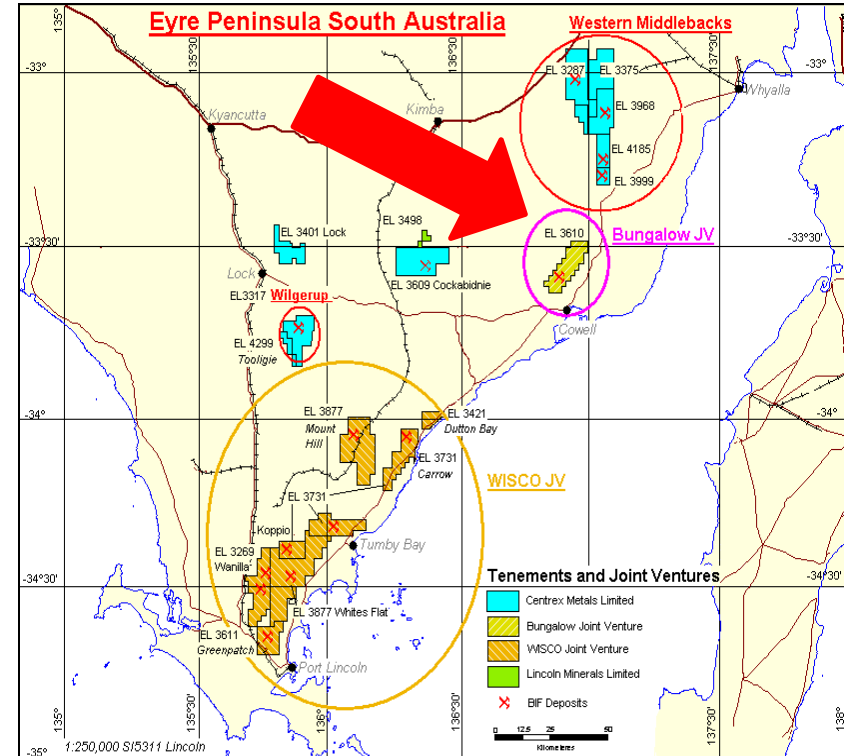 Eyre Peninsula South Australia
Western Middlebacks
135°
135°30'
136°30'
137°30'
-33°
-33°
EL 3287
EL 3375
Whyalla
Kyancutta
Kimba
EL 3968
EL 4185
EL 3999
EL 3498
EL 3401 Lock
EL 3610
Bungalow JV
-33°30'
-33°30'
Lock
EL 3609 Cockabidnie
EL3317
Wilgerup
Cowell
EL 4299
Tooligie
EL 3877
Mount
Hill
EL 3421
Dutton Bay
-34°
-34°
EL 3731
Carrow
WISCO JV
EL 3731
Koppio
Tumby Bay
EL 3269
Wanilla
-34°30'
-34°30'
EL 3877 Whites Flat
EL 3611
Greenpatch
Port Lincoln
Tenements and Joint Ventures
Centrex Metals Limited
Bungalow Joint Venture
WISCO Joint Venture
Lincoln Minerals Limited
BIF Deposits
0 12.5 25 50
Kilometeres
-35°
135°
135°30'
136°
136°30'
137°30'
138°
1:250,000 SI5311 Lincoln